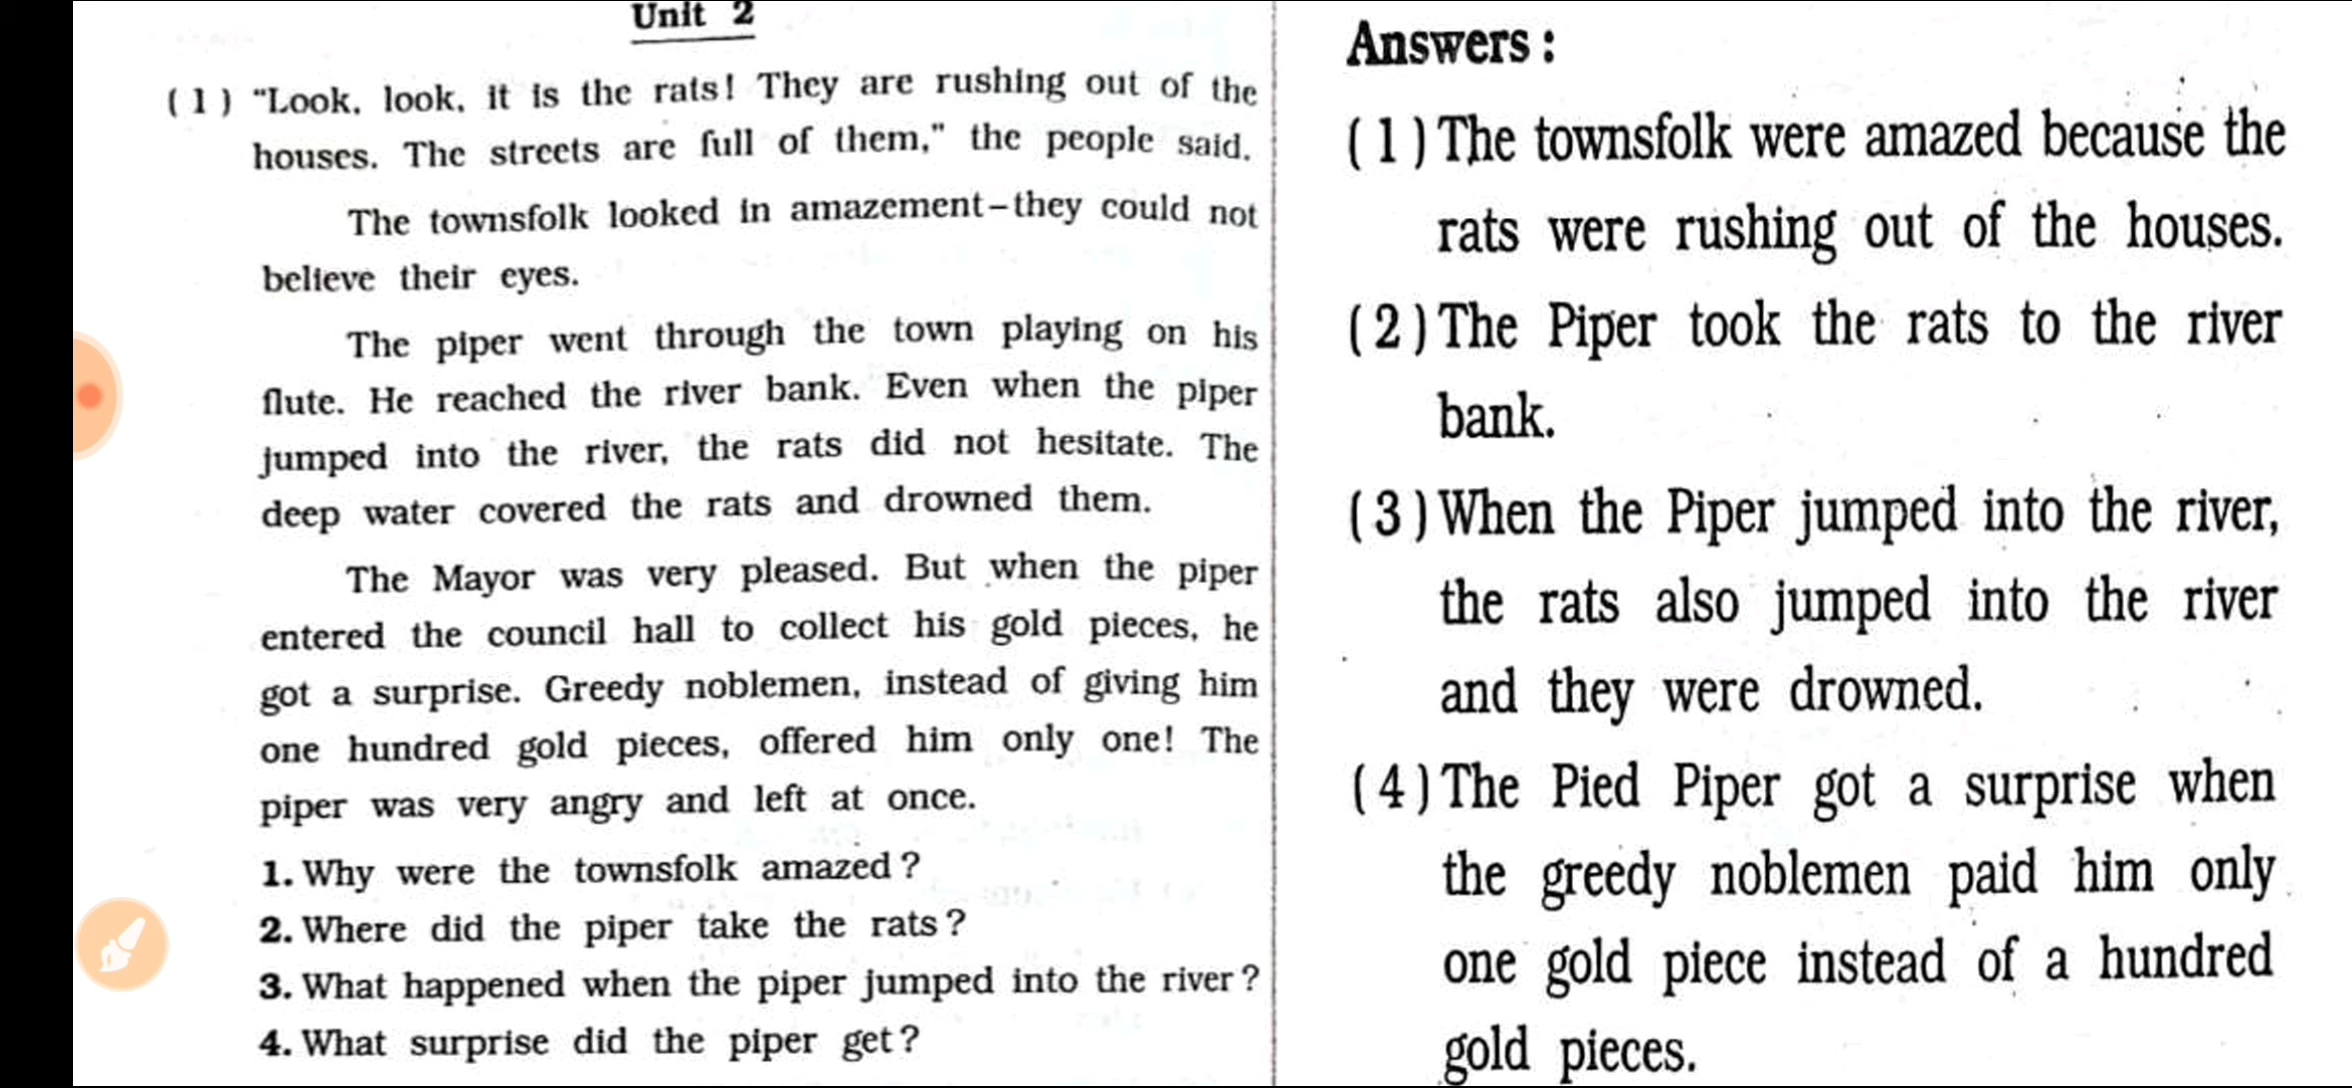 Unit 2
(1) "Look, look, it is the rats! They are rushing out of the
houses. The streets are full of them," the people said.
The townsfolk looked in amazement–they could not
believe their eyes.
The piper went through the town playing on his
flute. He reached the river bank. Even when the piper
jumped into the river, the rats did not hesitate. The
deep water covered the rats and drowned them.
The Mayor was very pleased. But when the piper
entered the council hall to collect his gold pieces, he
got a surprise. Greedy noblemen, instead of giving him
one hundred gold pieces, offered him only one! The
piper was very angry and left at once.
1. Why were the townsfolk amazed?
2. Where did the piper take the rats?
3. What happened when the piper jumped into the river?
4. What surprise did the piper get?
Answers:
(1) The townsfolk were amazed because the
rats were rushing out of the houses.
(2) The Piper took the rats to the river
bank.
(3) When the Piper jumped into the river,
the rats also jumped into the river
and they were drowned.
(4) The Pied Piper got a surprise when
the greedy noblemen paid him only
one gold piece instead of a hundred
gold pieces.